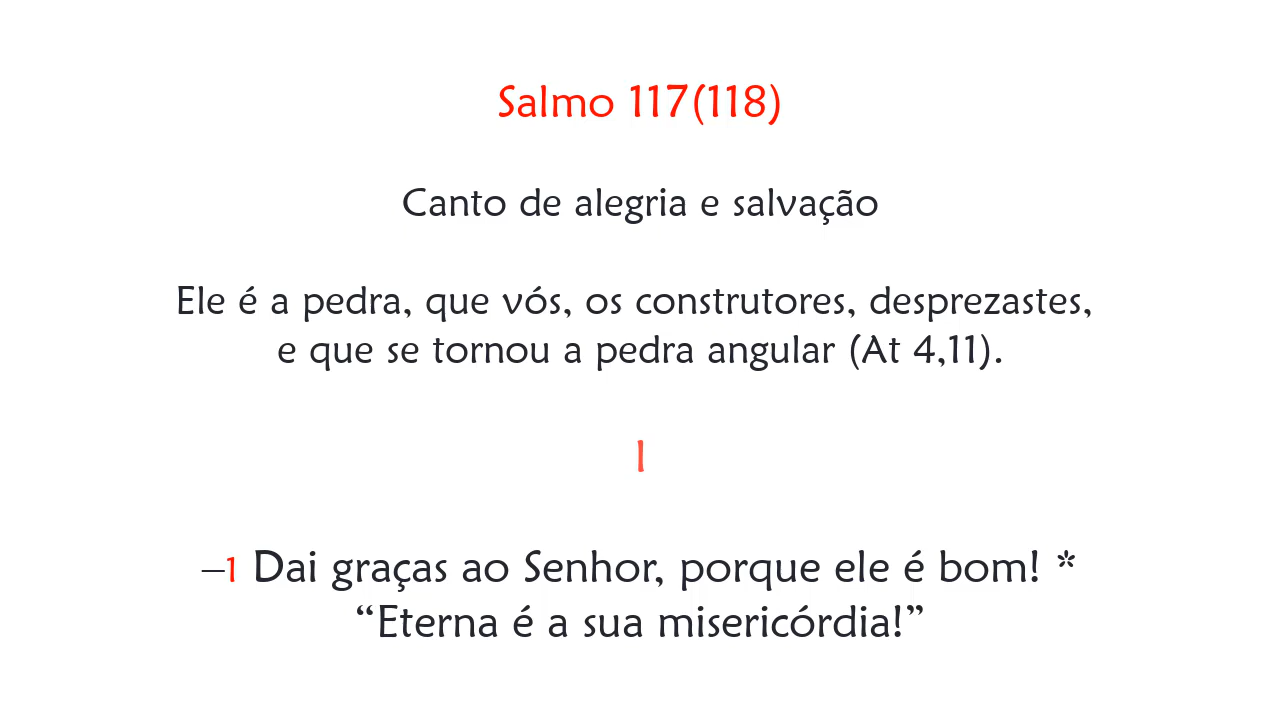 Salmo 117(118)
Canto de alegria e salvação
Ele é a pedra, que vós, os construtores, desprezastes,
e que se tornou a pedra angular (At 4,11).
I
–1 Dai graças ao Senhor, porque ele é bom! *
“Eterna é a sua misericórdia!”